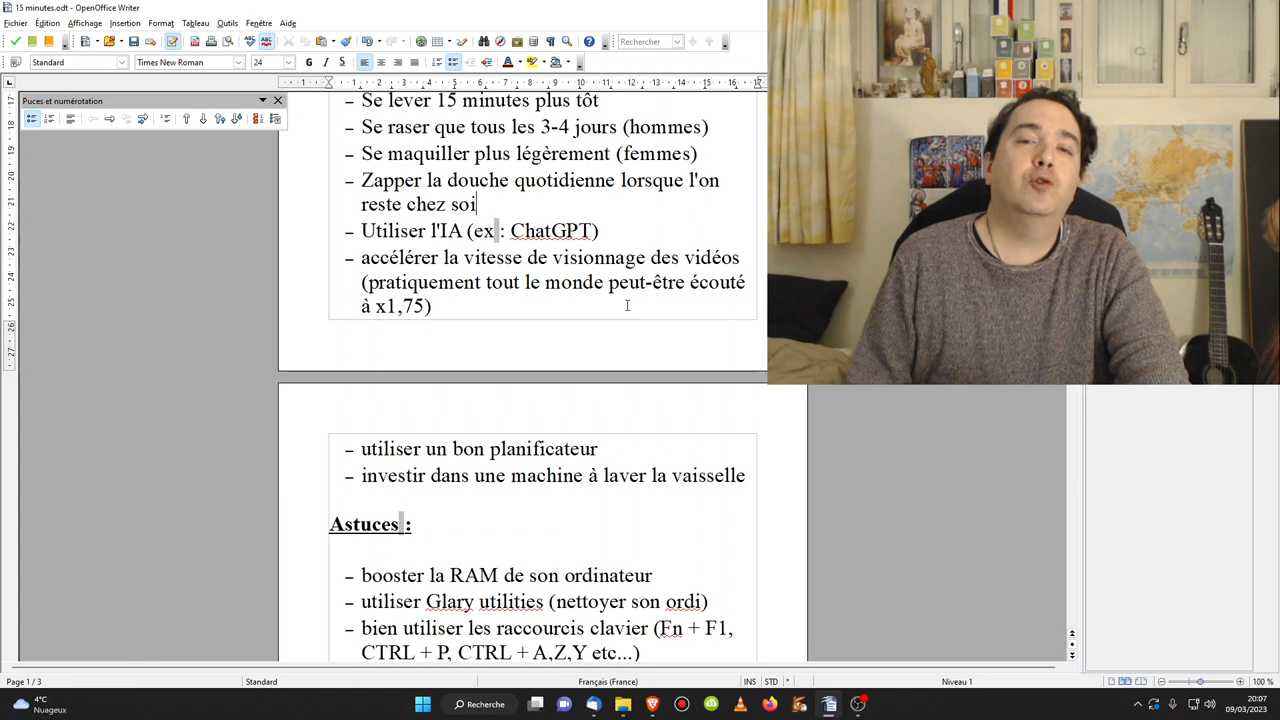 15 minutes.odt - OpenOffice Writer
Fichier Édition Affichage Insertion Format Tableau Outils Fenêtre Aide
Rechercher
Standard Times New Roman 24
Puces et numérotation
– Se lever 15 minutes plus tôt
– Se raser que tous les 3-4 jours (hommes)
– Se maquiller plus légèrement (femmes)
– Zapper la douche quotidienne lorsque l'on
reste chez soi
– Utiliser l'IA (ex : ChatGPT)
– accélérer la vitesse de visionnage des vidéos
(pratiquement tout le monde peut-être écouté
à x1,75)
– utiliser un bon planificateur
– investir dans une machine à laver la vaisselle
Astuces :
– booster la RAM de son ordinateur
– utiliser Glary utilities (nettoyer son ordi)
– bien utiliser les raccourcis clavier (Fn + F1,
CTRL + P, CTRL + A,Z,Y etc...)
Page 1 / 3 Standard Français (France) INS STD * Niveau 1 100 %
4°C
Nuageux
Recherche
20:07
09/03/2023